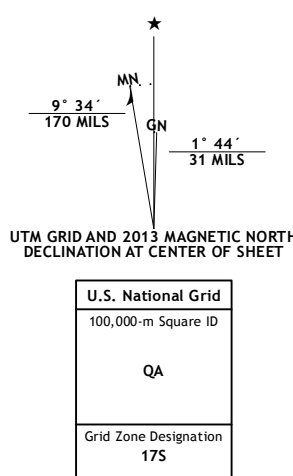 MN
9° 34´
170 MILS
GN
1° 44´
31 MILS
UTM GRID AND 2013 MAGNETIC NORTH
DECLINATION AT CENTER OF SHEET
U.S. National Grid
100,000-m Square ID
QA
Grid Zone Designation
17S